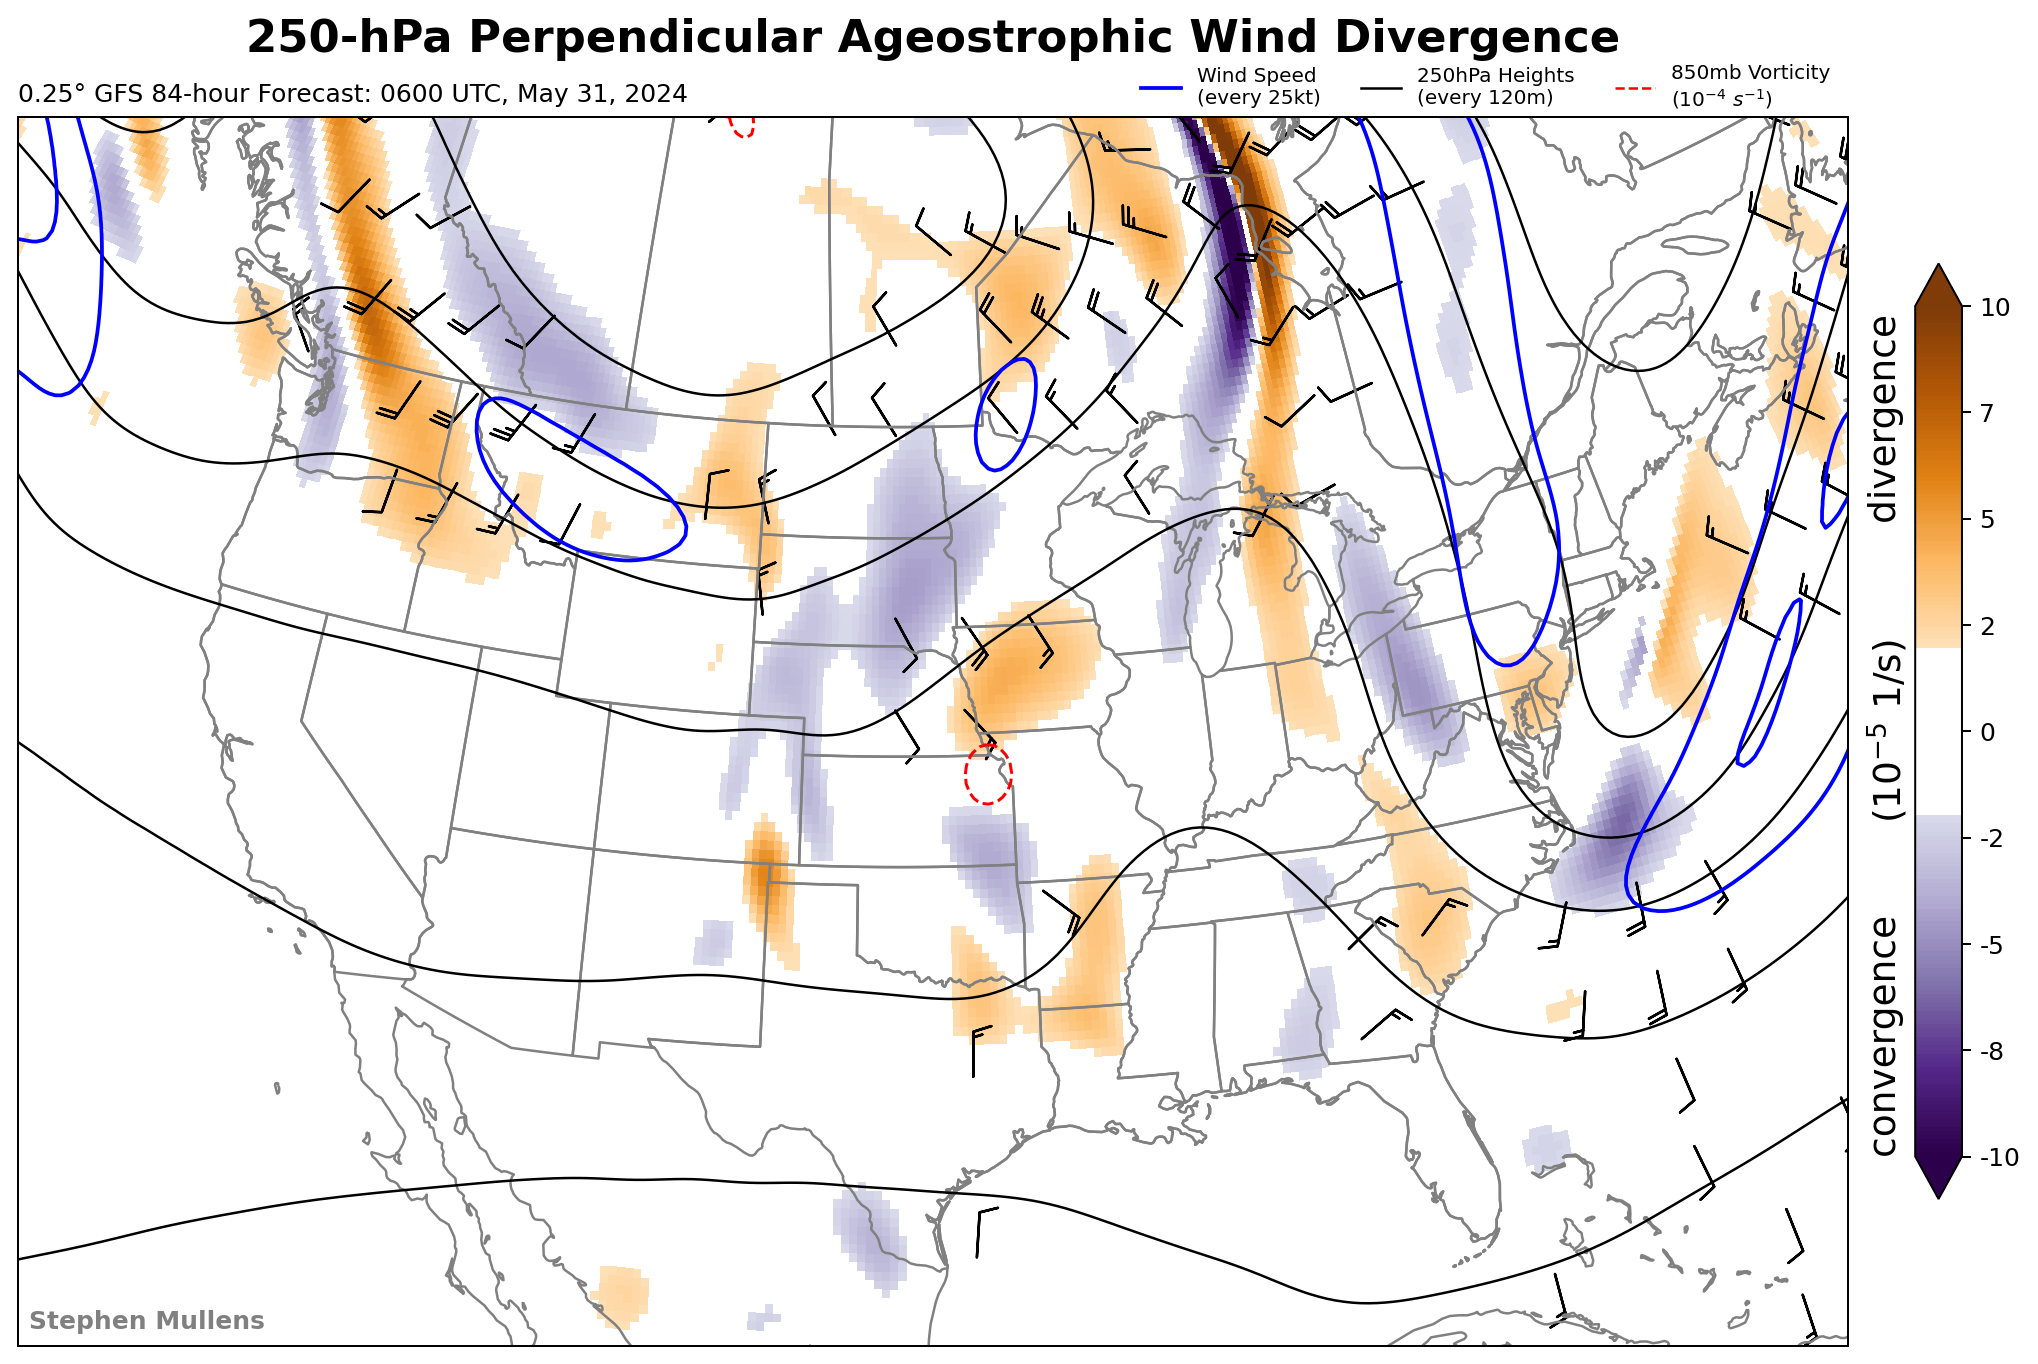 250-hPa Perpendicular Ageostrophic Wind Divergence
0.25° GFS 84-hour Forecast: 0600 UTC, May 31, 2024
Wind Speed
(every 25kt)
250hPa Heights
(every 120m)
850mb Vorticity
(10⁻⁴ s⁻¹)
10
7
5
2
0
-2
-5
-8
-10
convergence (10⁻⁵ 1/s) divergence
Stephen Mullens